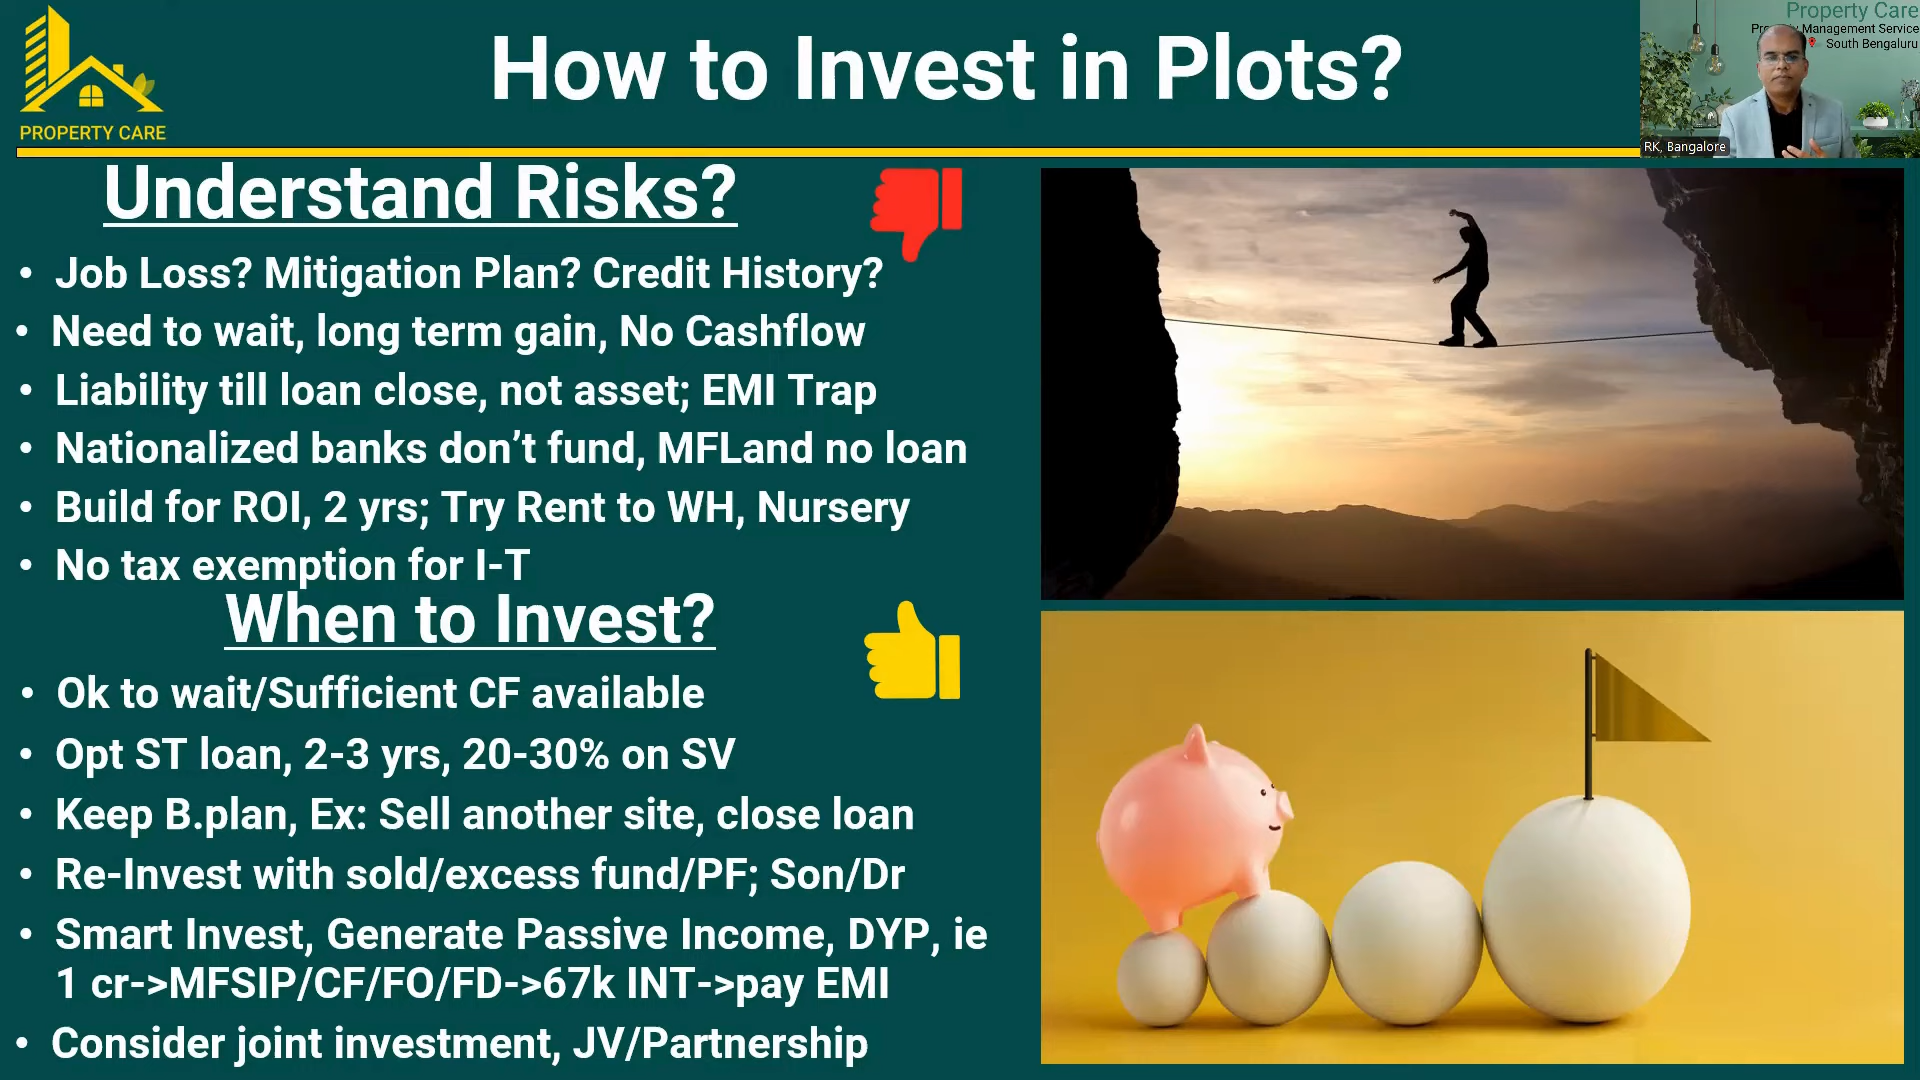 PROPERTY CARE
How to Invest in Plots?
Property Care
Management Service
South Bengaluru
RK, Bangalore
Understand Risks?
• Job Loss? Mitigation Plan? Credit History?
• Need to wait, long term gain, No Cashflow
• Liability till loan close, not asset; EMI Trap
• Nationalized banks don’t fund, MFLand no loan
• Build for ROI, 2 yrs; Try Rent to WH, Nursery
• No tax exemption for I-T
When to Invest?
• Ok to wait/Sufficient CF available
• Opt ST loan, 2-3 yrs, 20-30% on SV
• Keep B.plan, Ex: Sell another site, close loan
• Re-Invest with sold/excess fund/PF; Son/Dr
• Smart Invest, Generate Passive Income, DYP, ie
1 cr->MFSIP/CF/FO/FD->67k INT->pay EMI
• Consider joint investment, JV/Partnership